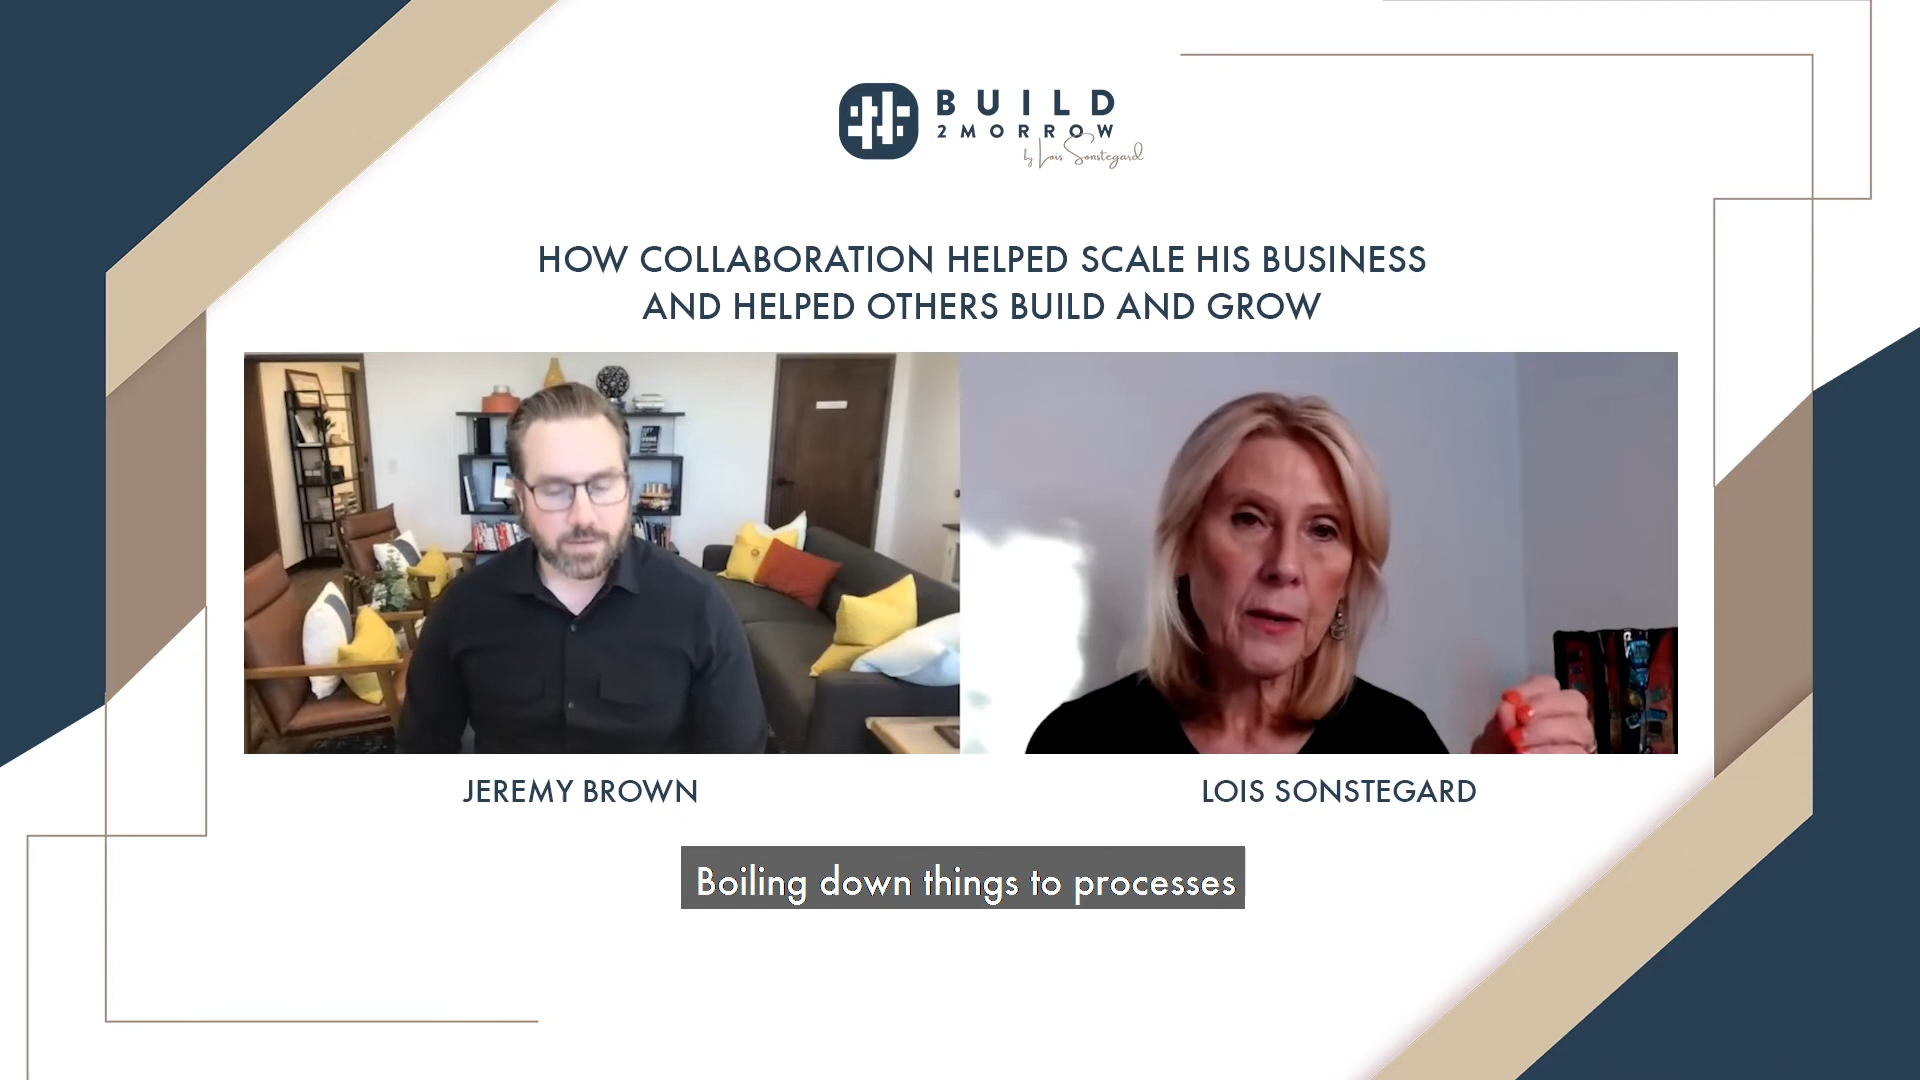 BUILD
2MORROW
by Lois Sonstegard
HOW COLLABORATION HELPED SCALE HIS BUSINESS
AND HELPED OTHERS BUILD AND GROW
JEREMY BROWN
LOIS SONSTEGARD
Boiling down things to processes